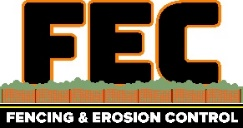 FEC
FENCING & EROSION CONTROL